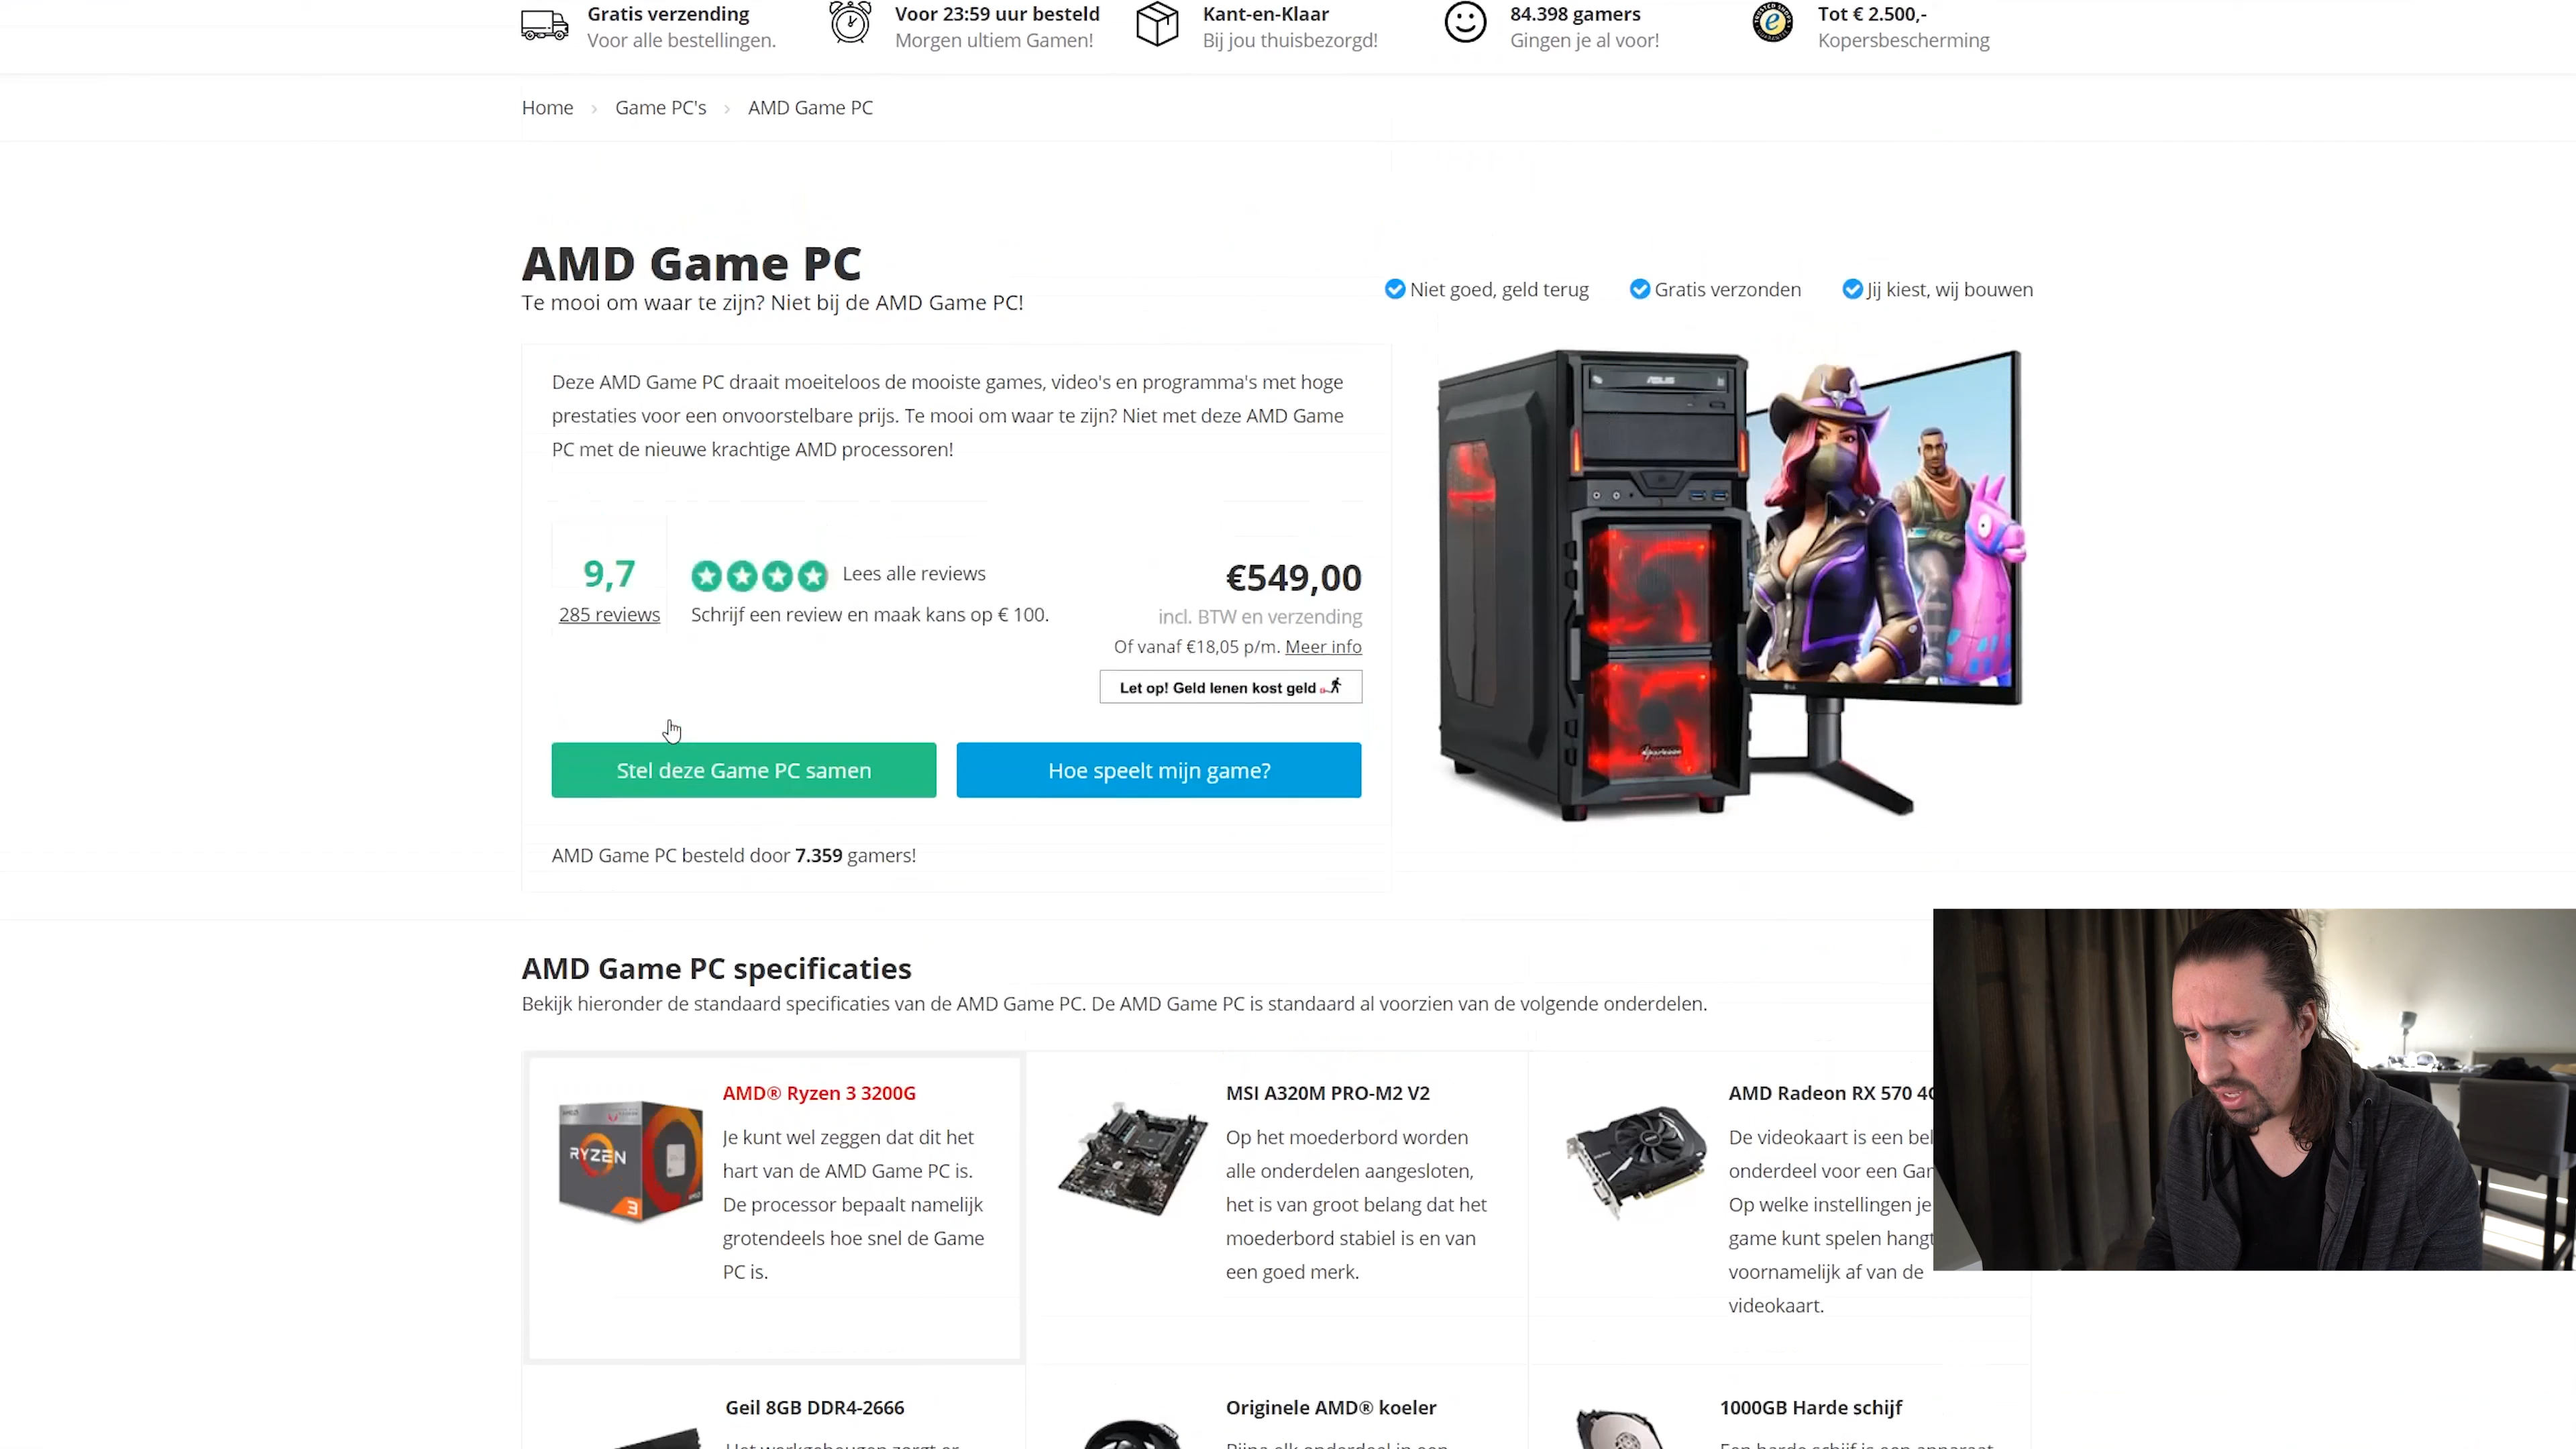 Gratis verzending
Voor alle bestellingen.
Voor 23:59 uur besteld
Morgen ultiem Gamen!
Kant-en-Klaar
Bij jou thuisbezorgd!
84.398 gamers
Gingen je al voor!
Tot € 2.500,-
Kopersbescherming
Home › Game PC's › AMD Game PC
AMD Game PC
Te mooi om waar te zijn? Niet bij de AMD Game PC!
Niet goed, geld terug
Gratis verzonden
Jij kiest, wij bouwen
Deze AMD Game PC draait moeiteloos de mooiste games, video's en programma's met hoge
prestaties voor een onvoorstelbare prijs. Te mooi om waar te zijn? Niet met deze AMD Game
PC met de nieuwe krachtige AMD processoren!
9,7
285 reviews
Lees alle reviews
Schrijf een review en maak kans op € 100.
€549,00
incl. BTW en verzending
Of vanaf €18,05 p/m. Meer info
Let op! Geld lenen kost geld
Stel deze Game PC samen
Hoe speelt mijn game?
AMD Game PC besteld door 7.359 gamers!
ASUS
AMD Game PC specificaties
Bekijk hieronder de standaard specificaties van de AMD Game PC. De AMD Game PC is standaard al voorzien van de volgende onderdelen.
RYZEN
3
AMD® Ryzen 3 3200G
Je kunt wel zeggen dat dit het
hart van de AMD Game PC is.
De processor bepaalt namelijk
grotendeels hoe snel de Game
PC is.
MSI A320M PRO-M2 V2
Op het moederbord worden
alle onderdelen aangesloten,
het is van groot belang dat het
moederbord stabiel is en van
een goed merk.
AMD Radeon RX 570
De videokaart is een
onderdeel voor een
Op welke instellingen je
game kunt spelen hangt
voornamelijk af van de
videokaart.
Geil 8GB DDR4-2666
Originele AMD® koeler
1000GB Harde schijf